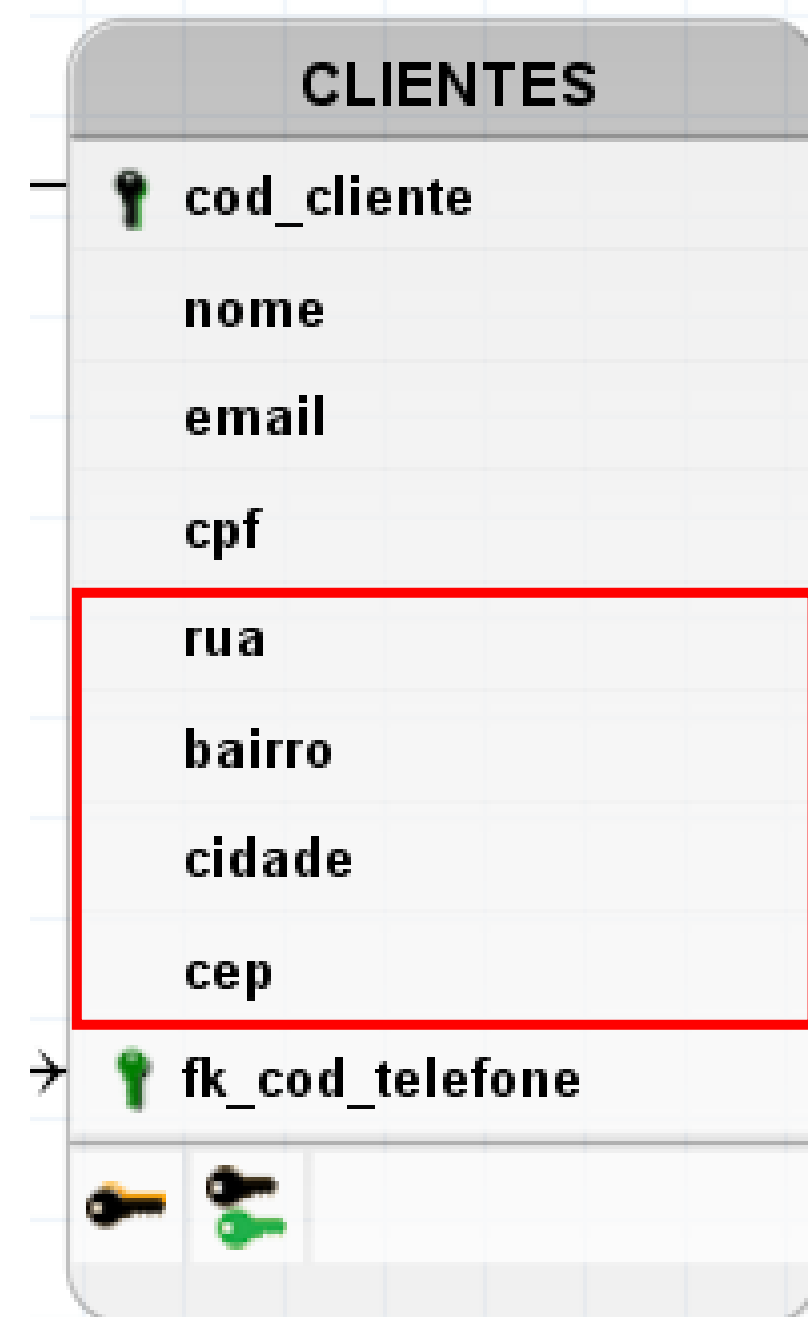 CLIENTES
cod_cliente
nome
email
cpf
rua
bairro
cidade
cep
fk_cod_telefone